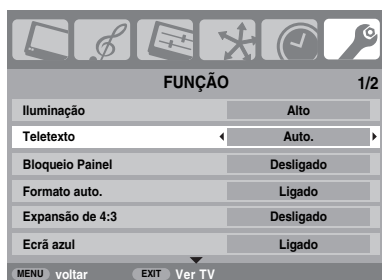 FUNÇÃO 1/2
Iluminação Alto
Teletexto Auto.
Bloqueio Painel Desligado
Formato auto. Ligado
Expansão de 4:3 Desligado
Ecrã azul Ligado
MENU voltar EXIT Ver TV